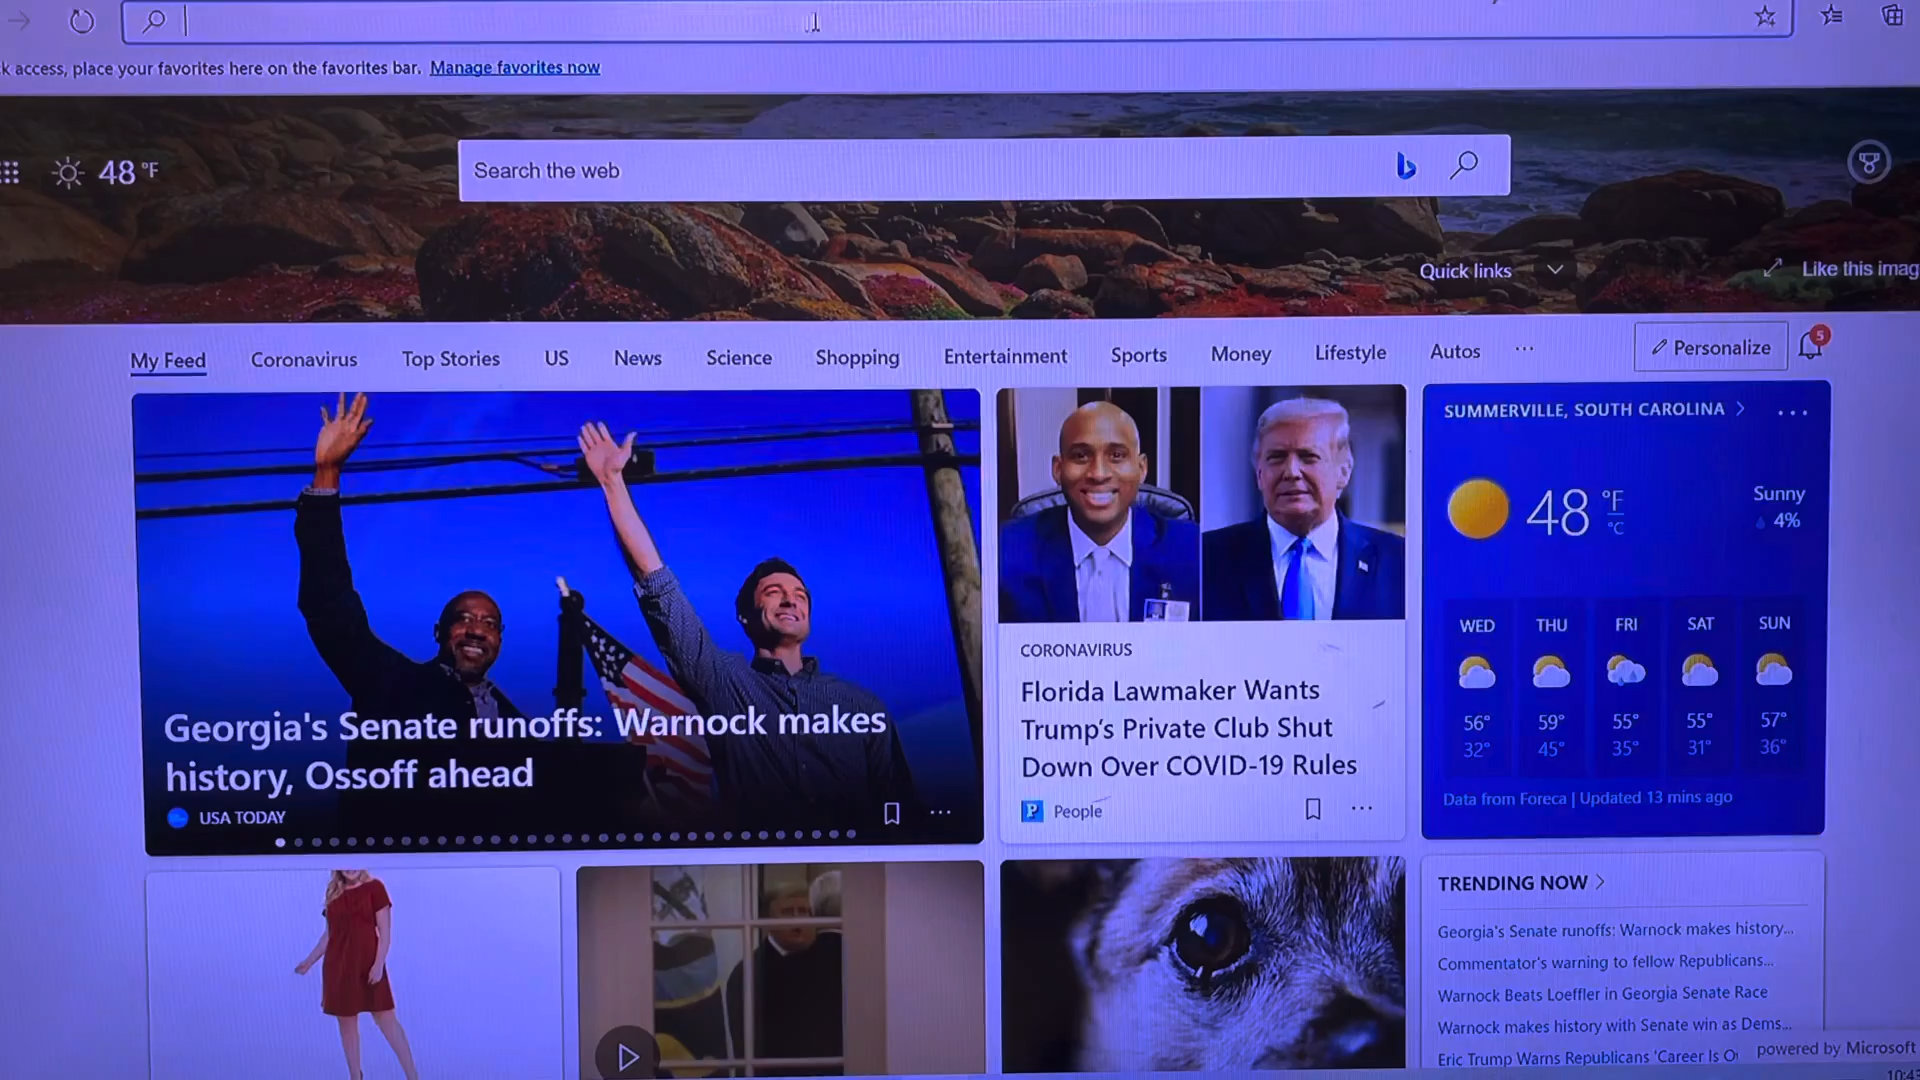 k access, place your favorites here on the favorites bar. Manage favorites now
48 °F
Search the web
Quick links
Like this imag
My Feed Coronavirus Top Stories US News Science Shopping Entertainment Sports Money Lifestyle Autos ...
Personalize
5
Georgia's Senate runoffs: Warnock makes
history, Ossoff ahead
USA TODAY
CORONAVIRUS
Florida Lawmaker Wants
Trump's Private Club Shut
Down Over COVID-19 Rules
P People
SUMMERVILLE, SOUTH CAROLINA
48 °F
°C
Sunny
4%
WED THU FRI SAT SUN
56° 59° 55° 55° 57°
32° 45° 35° 31° 36°
Data from Foreca | Updated 13 mins ago
TRENDING NOW
Georgia's Senate runoffs: Warnock makes history...
Commentator's warning to fellow Republicans...
Warnock Beats Loeffler in Georgia Senate Race
Warnock makes history with Senate win as Dems...
Eric Trump Warns Republicans 'Career Is O
powered by Microsoft